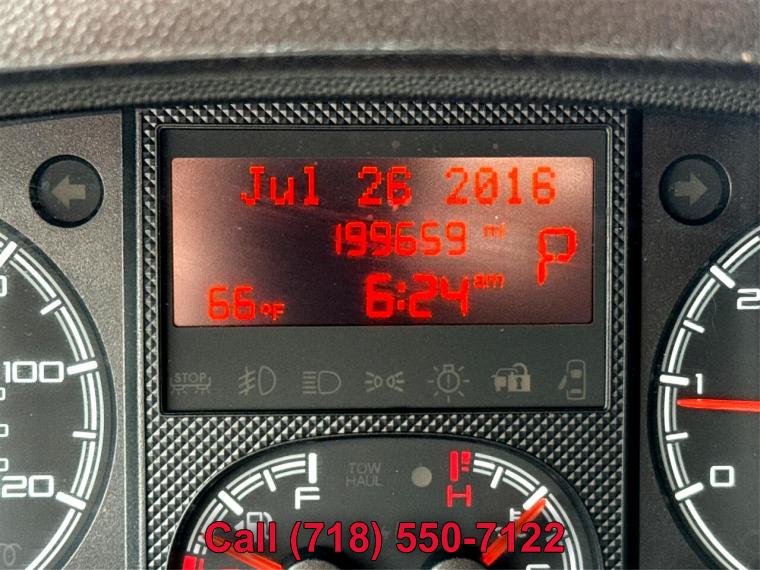 Jul 26 2016
199659 mi
P
66°F
6:24 am
STOP
100
120
2
1
0
TOW
HAUL
F
H
Call (718) 550-7122